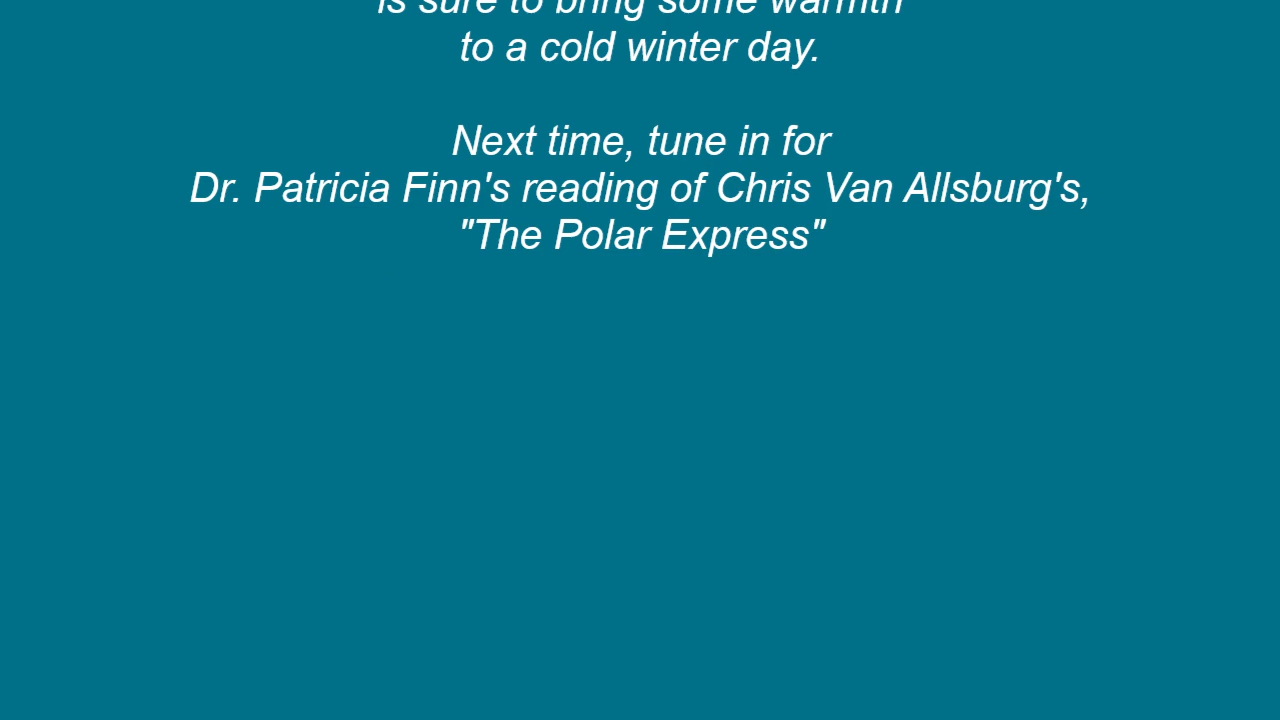 is sure to bring some warmth
to a cold winter day.
Next time, tune in for
Dr. Patricia Finn's reading of Chris Van Allsburg's,
"The Polar Express"